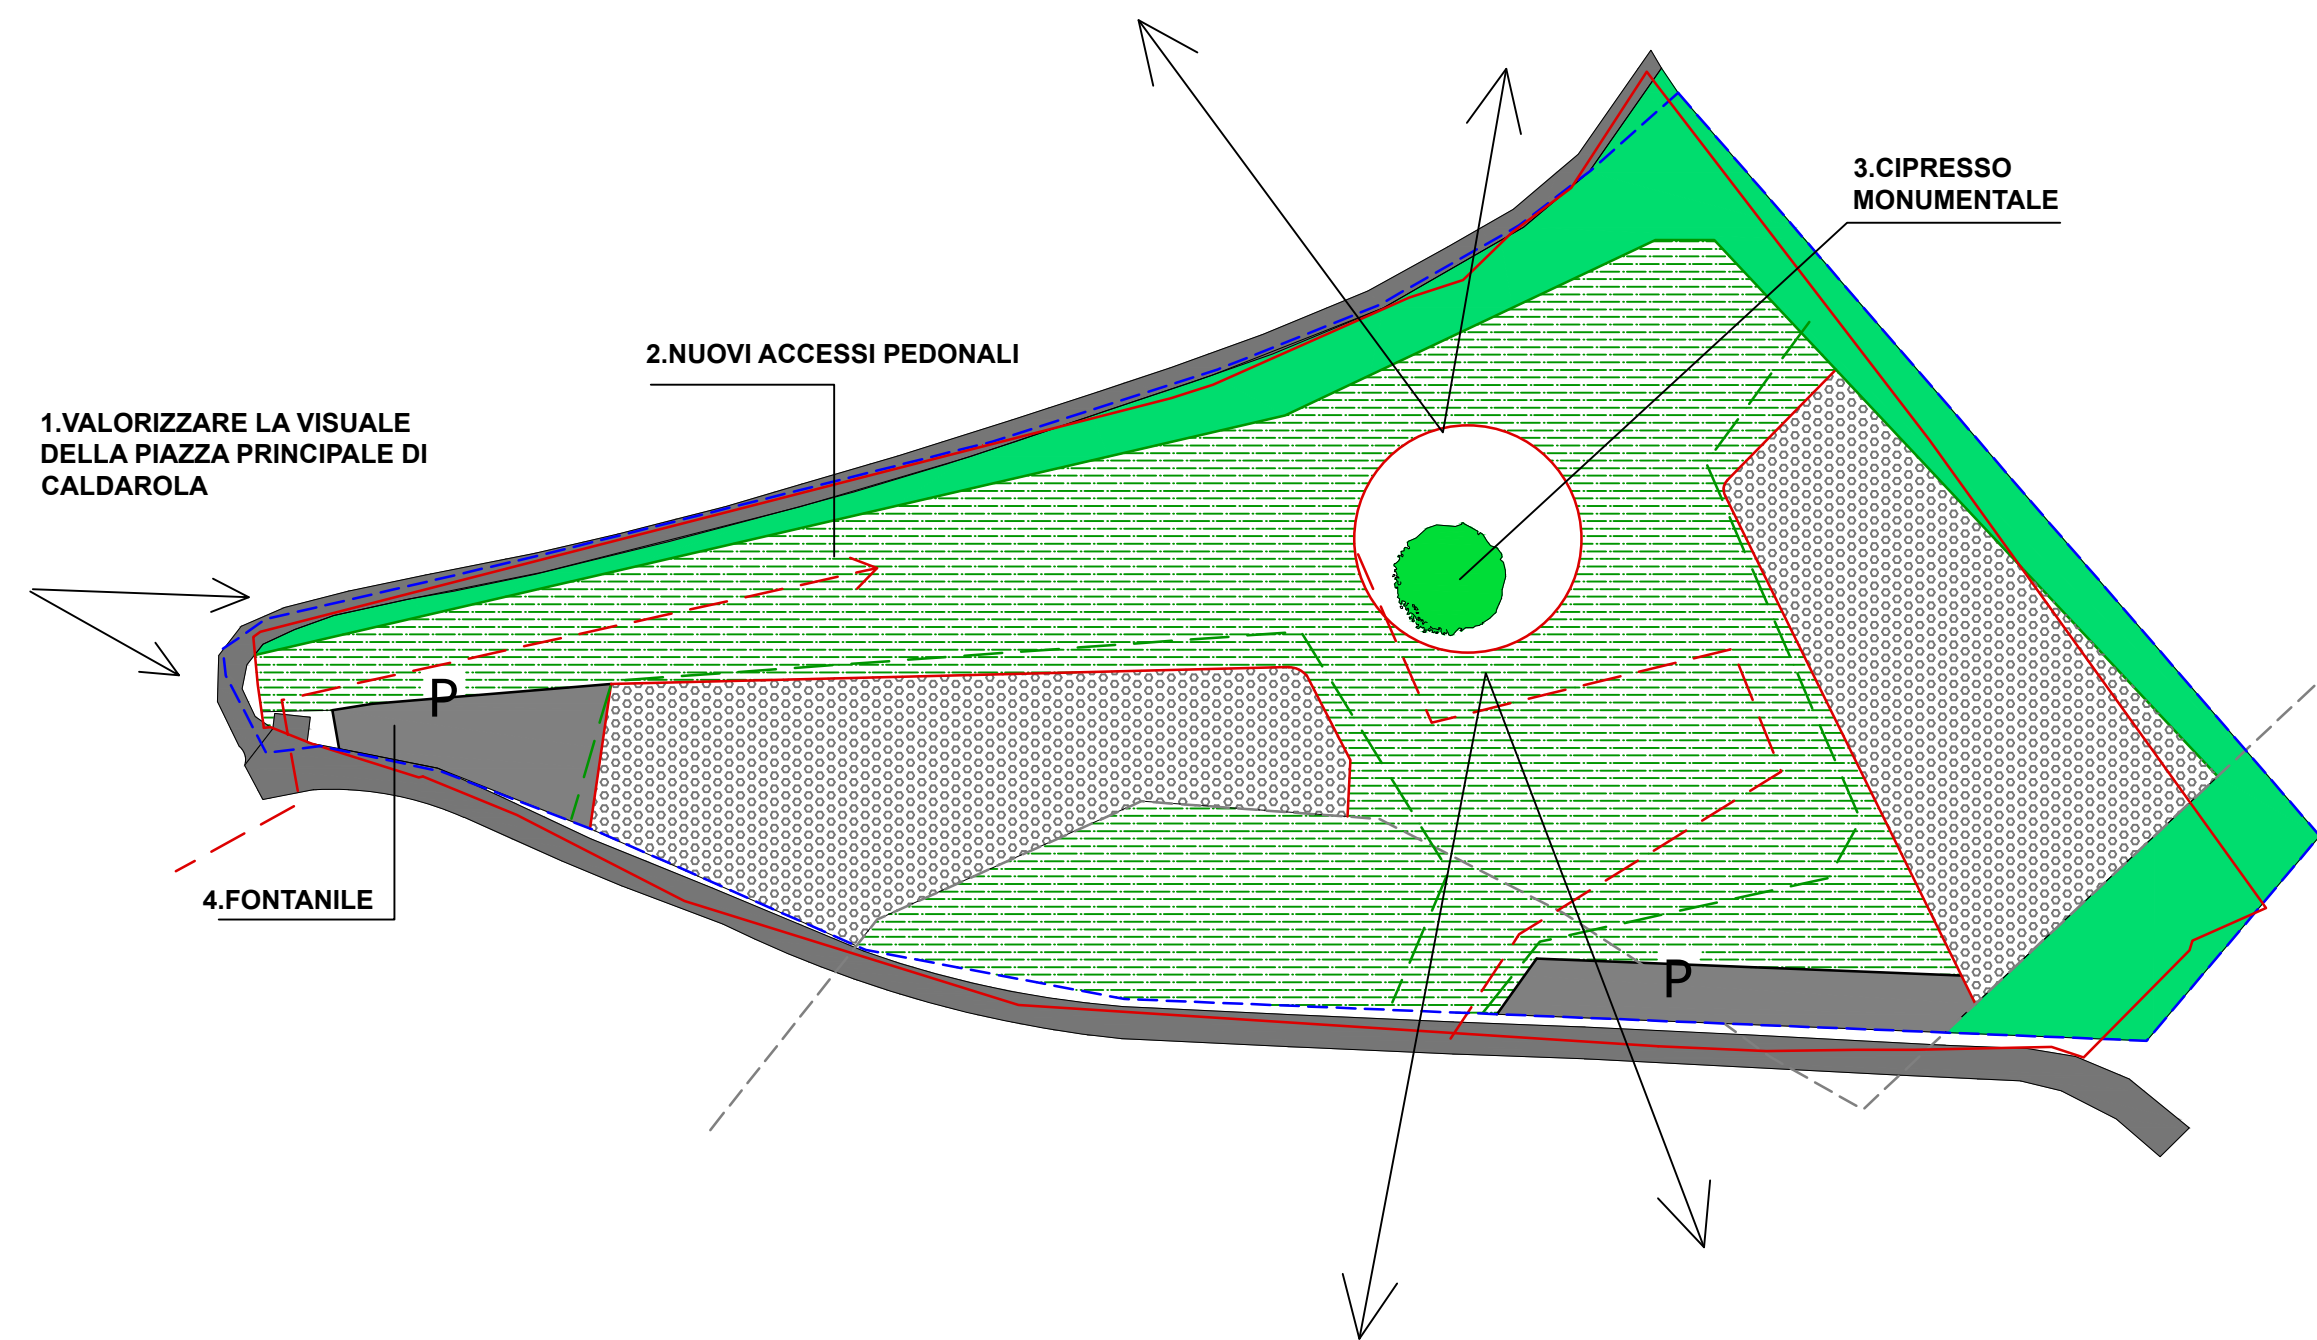 3.CIPRESSO
MONUMENTALE
2.NUOVI ACCESSI PEDONALI
1.VALORIZZARE LA VISUALE
DELLA PIAZZA PRINCIPALE DI
CALDAROLA
P
4.FONTANILE
P